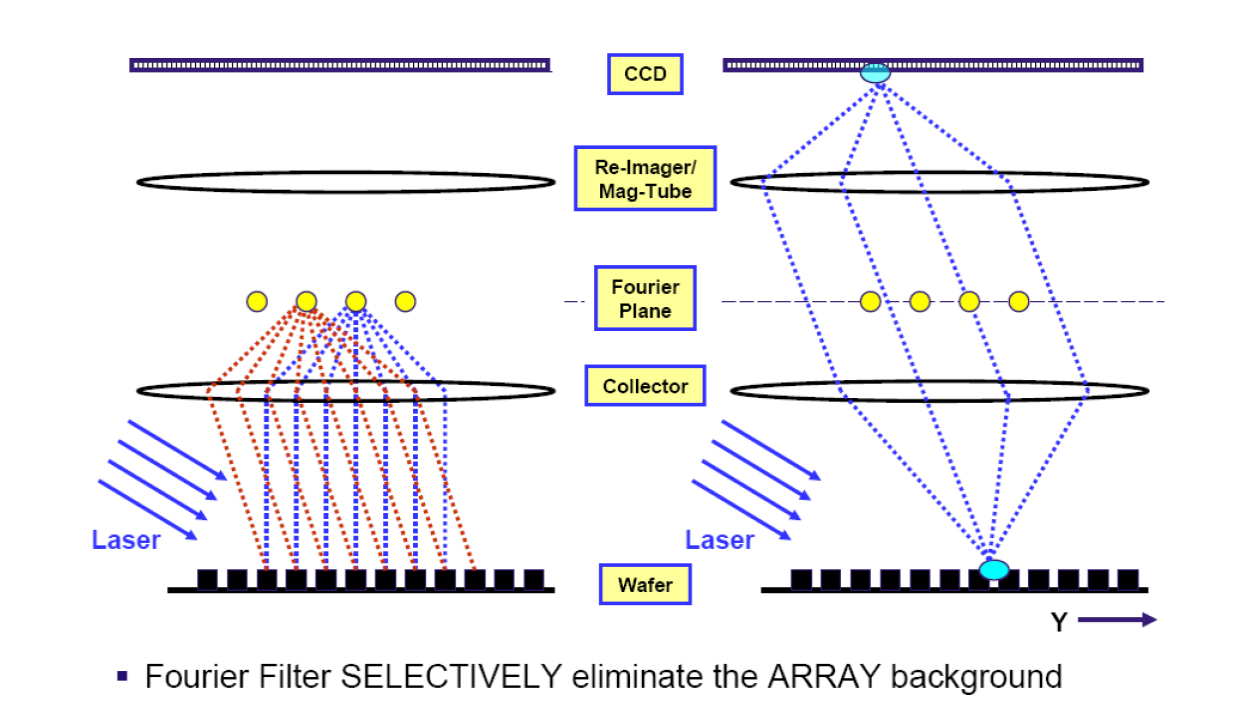 CCD
Re-Imager/
Mag-Tube
Fourier
Plane
Collector
Laser
Laser
Wafer
Y
▪ Fourier Filter SELECTIVELY eliminate the ARRAY background